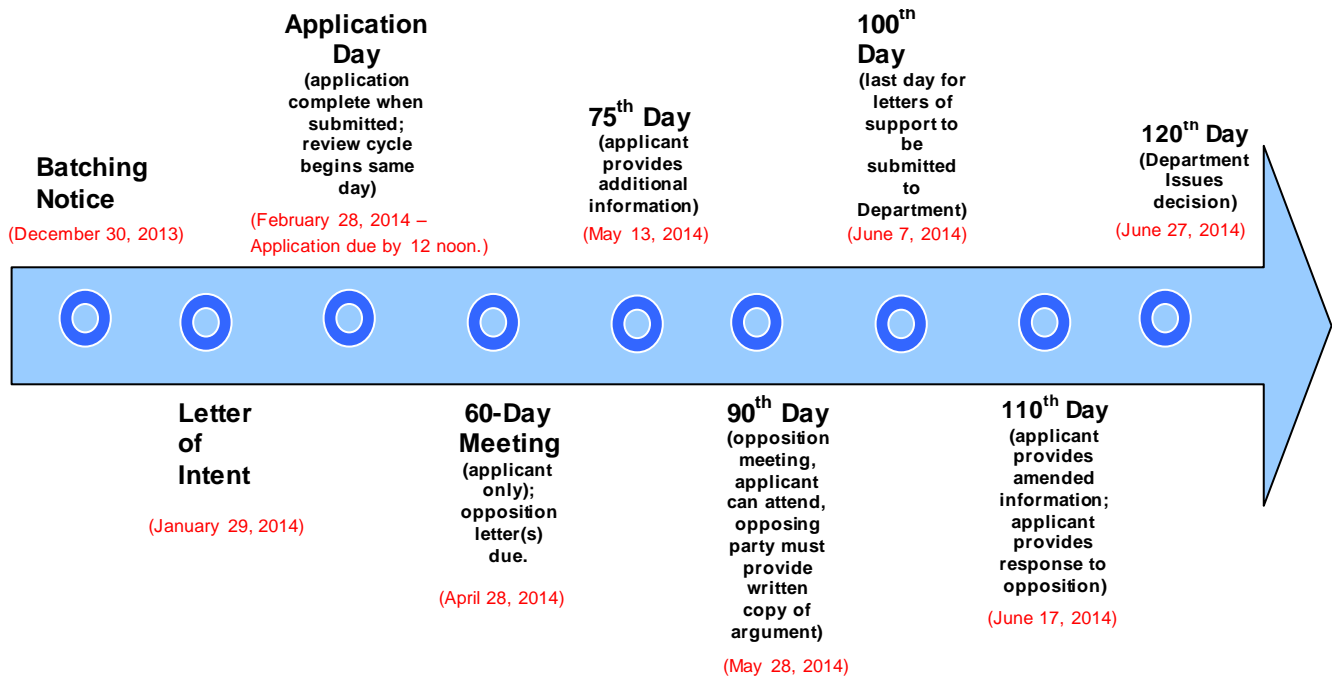 Batching
Notice
(December 30, 2013)
Letter
of
Intent
(January 29, 2014)
Application
Day
(application
complete when
submitted;
review cycle
begins same
day)
(February 28, 2014 –
Application due by 12 noon.)
60-Day
Meeting
(applicant
only);
opposition
letter(s)
due.
(April 28, 2014)
75th Day
(applicant
provides
additional
information)
(May 13, 2014)
90th Day
(opposition
meeting,
applicant
can attend,
opposing
party must
provide
written
copy of
argument)
(May 28, 2014)
100th
Day
(last day for
letters of
support to
be
submitted
to
Department)
(June 7, 2014)
110th Day
(applicant
provides
amended
information;
applicant
provides
response to
opposition)
(June 17, 2014)
120th Day
(Department
Issues
decision)
(June 27, 2014)